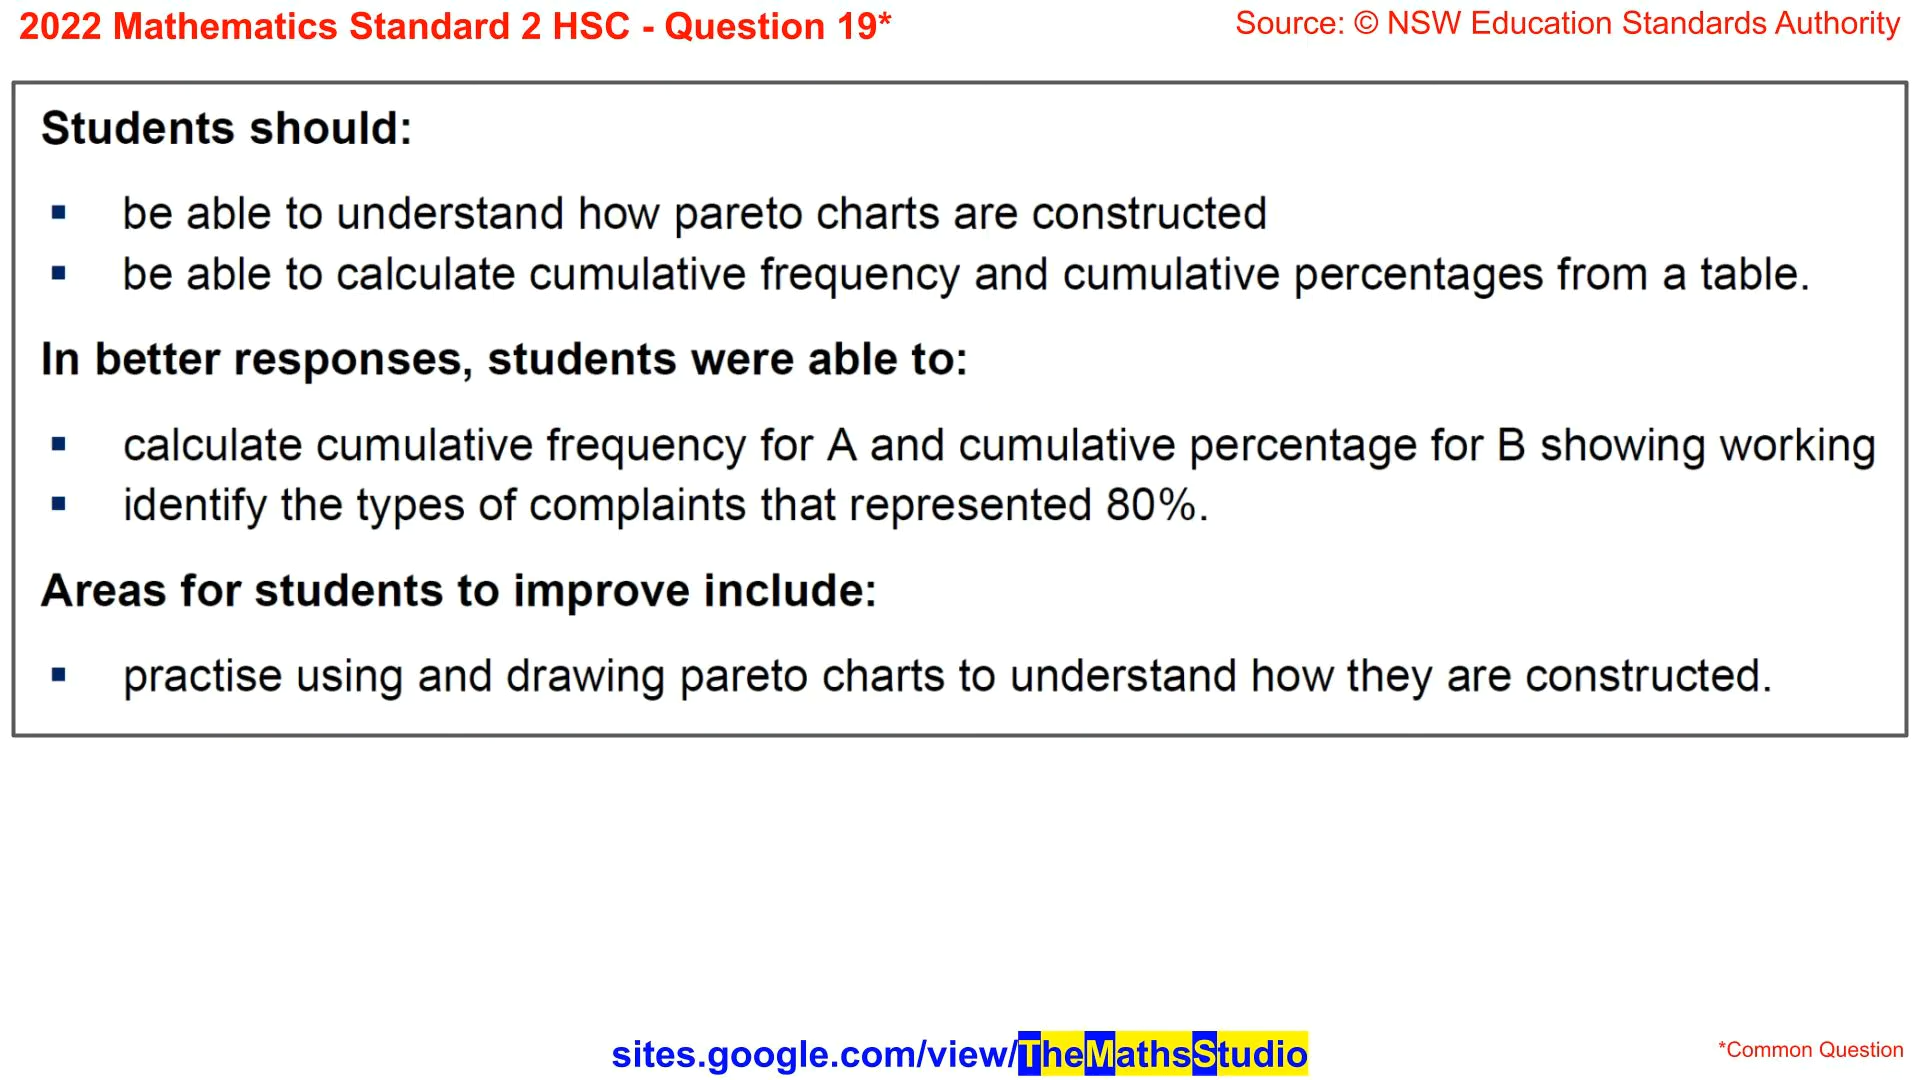 2022 Mathematics Standard 2 HSC - Question 19*
Source: © NSW Education Standards Authority
Students should:
▪ be able to understand how pareto charts are constructed
▪ be able to calculate cumulative frequency and cumulative percentages from a table.
In better responses, students were able to:
▪ calculate cumulative frequency for A and cumulative percentage for B showing working
▪ identify the types of complaints that represented 80%.
Areas for students to improve include:
▪ practise using and drawing pareto charts to understand how they are constructed.
sites.google.com/view/TheMathsStudio
*Common Question